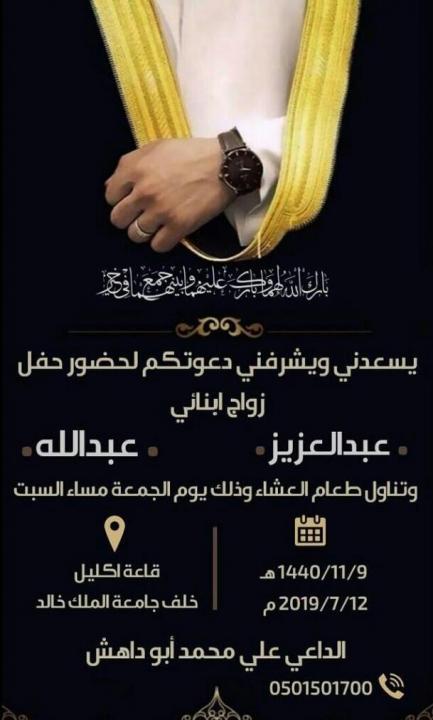 بارك الله لهما وبارك عليهما وجمع بينهما في خير
يسعدني ويشرفني دعوتكم لحضور حفل
زواج ابنائي
عبدالعزيز
عبدالله
وتناول طعام العشاء وذلك يوم الجمعة مساء السبت
1440/11/9 هـ
2019/7/12 م
قاعة اكليل
خلف جامعة الملك خالد
الداعي علي محمد أبو داهش
0501501700